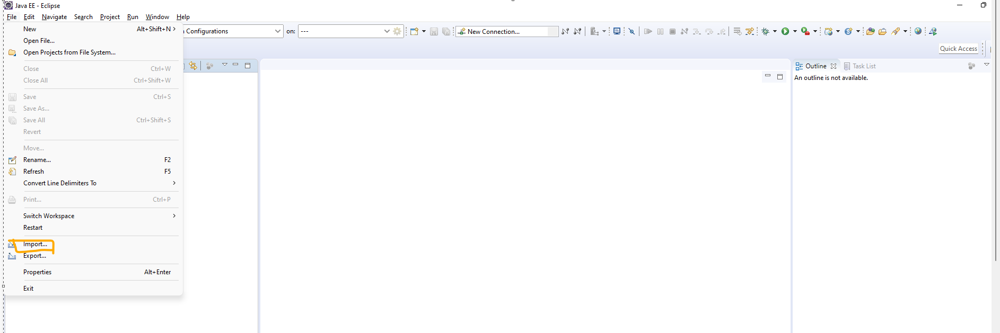 Java EE - Eclipse
File Edit Navigate Search Project Run Window Help
New Alt+Shift+N
Open File...
Open Projects from File System...
Close Ctrl+W
Close All Ctrl+Shift+W
Save Ctrl+S
Save As...
Save All Ctrl+Shift+S
Revert
Move...
Rename... F2
Refresh F5
Convert Line Delimiters To
Print... Ctrl+P
Switch Workspace
Restart
Import...
Export...
Properties Alt+Enter
Exit
Configurations on: --- New Connection...
Quick Access
Outline Task List
An outline is not available.